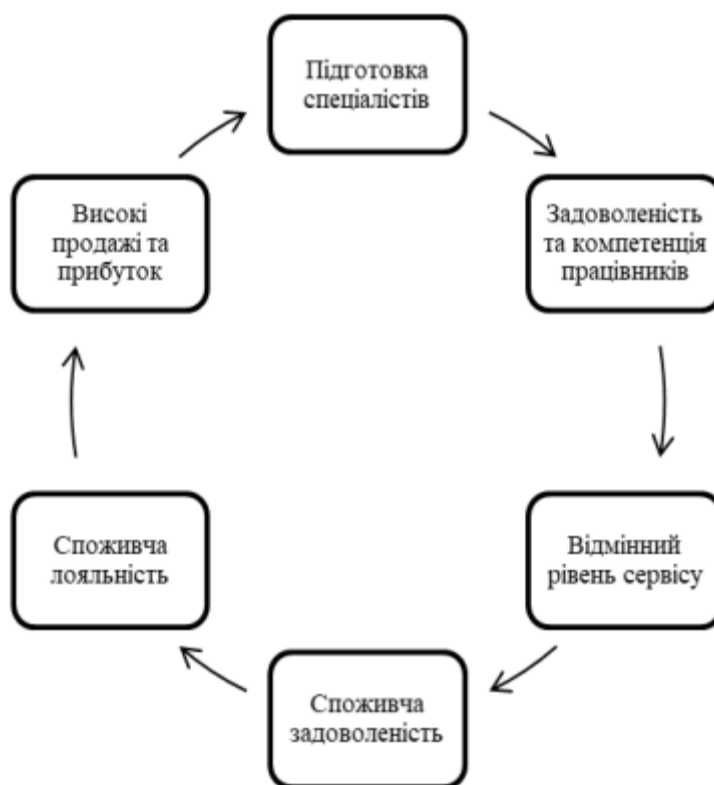 Підготовка
спеціалістів
Задоволеність
та компетенція
працівників
Відмінний
рівень сервісу
Споживча
задоволеність
Споживча
лояльність
Високі
продажі та
прибуток